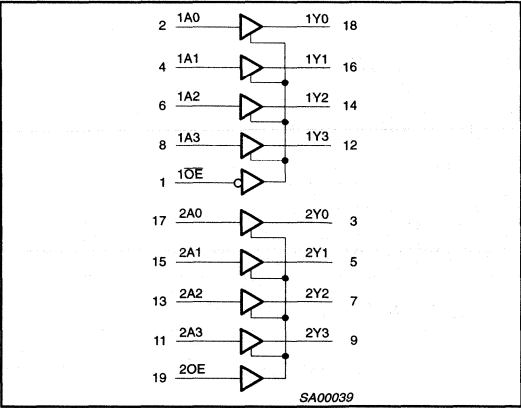 2 1A0 1Y0 18
4 1A1 1Y1 16
6 1A2 1Y2 14
8 1A3 1Y3 12
1 1O̅E̅
17 2A0 2Y0 3
15 2A1 2Y1 5
13 2A2 2Y2 7
11 2A3 2Y3 9
19 2OE
SA00039